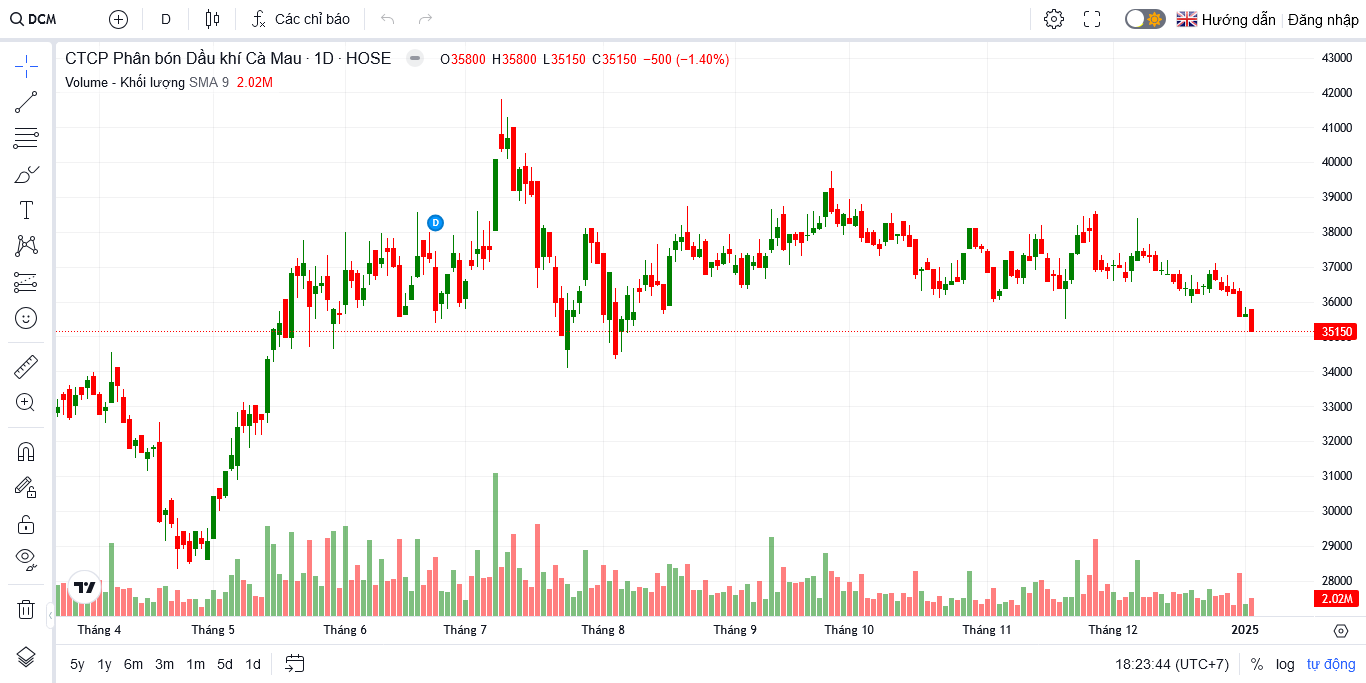 DCM D Các chỉ báo Hướng dẫn Đăng nhập
CTCP Phân bón Dầu khí Cà Mau · 1D · HOSE O35800 H35800 L35150 C35150 −500 (−1.40%)
Volume - Khối lượng SMA 9 2.02M
D
43000
42000
41000
40000
39000
38000
37000
36000
35150
34000
33000
32000
31000
30000
29000
28000
2.02M
Tháng 4 Tháng 5 Tháng 6 Tháng 7 Tháng 8 Tháng 9 Tháng 10 Tháng 11 Tháng 12 2025
5y 1y 6m 3m 1m 5d 1d 18:23:44 (UTC+7) % log tự động